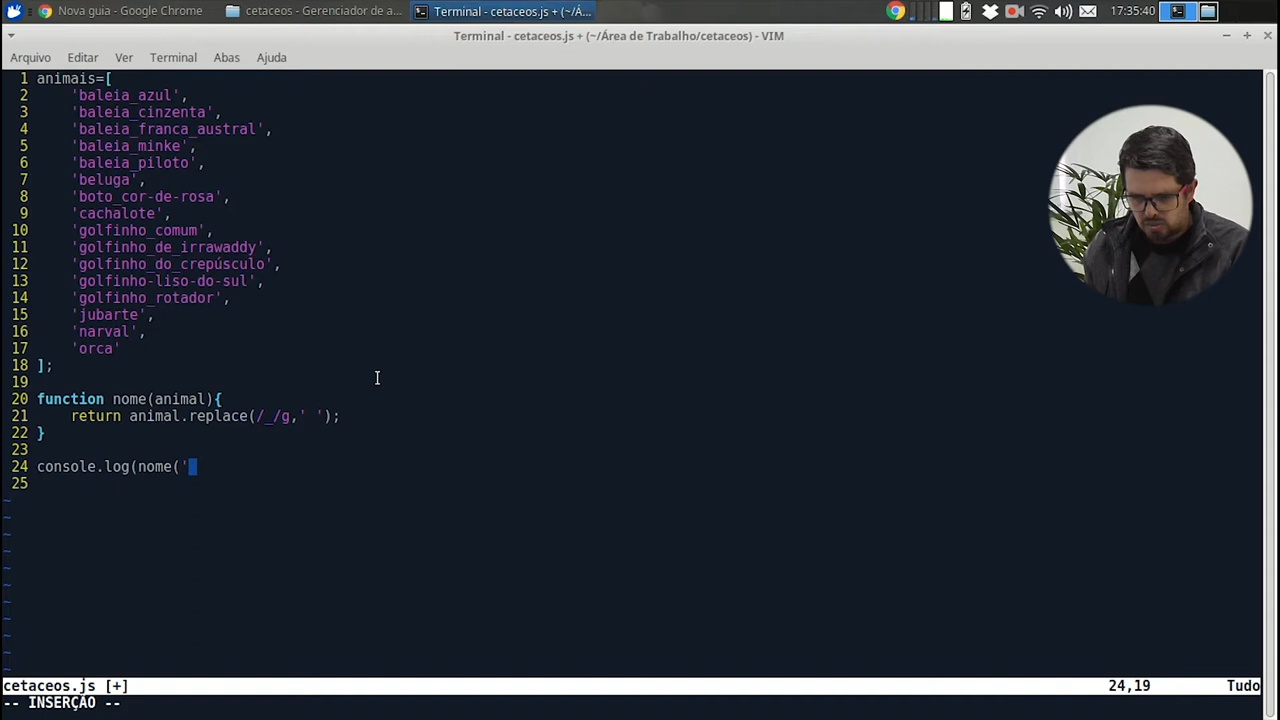 Nova guia - Google Chrome
cetaceos - Gerenciador de a...
Terminal - cetaceos.js + (~/Á...
17:35:40
Terminal - cetaceos.js + (~/Área de Trabalho/cetaceos) - VIM
Arquivo Editar Ver Terminal Abas Ajuda
1 animais=[
2 'baleia_azul',
3 'baleia_cinzenta',
4 'baleia_franca_austral',
5 'baleia_minke',
6 'baleia_piloto',
7 'beluga',
8 'boto_cor-de-rosa',
9 'cachalote',
10 'golfinho_comum',
11 'golfinho_de_irrawaddy',
12 'golfinho_do_crepúsculo',
13 'golfinho-liso-do-sul',
14 'golfinho_rotador',
15 'jubarte',
16 'narval',
17 'orca'
18 ];
19
20 function nome(animal){
21 return animal.replace(/_/g,' ');
22 }
23
24 console.log(nome('
25
~
~
~
~
~
~
~
~
~
~
~
cetaceos.js [+] 24,19 Tudo
-- INSERÇÃO --